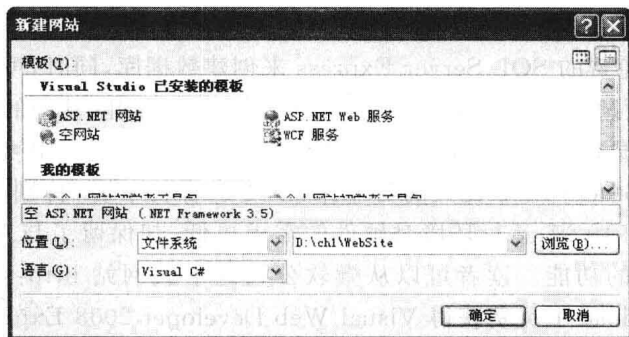 新建网站
模板(T):
Visual Studio 已安装的模板
ASP.NET 网站
ASP.NET Web 服务
空网站
WCF 服务
我的模板
空 ASP.NET 网站 (.NET Framework 3.5)
位置(L):
文件系统
D:\ch1\WebSite
浏览(B)...
语言(G):
Visual C#
确定
取消